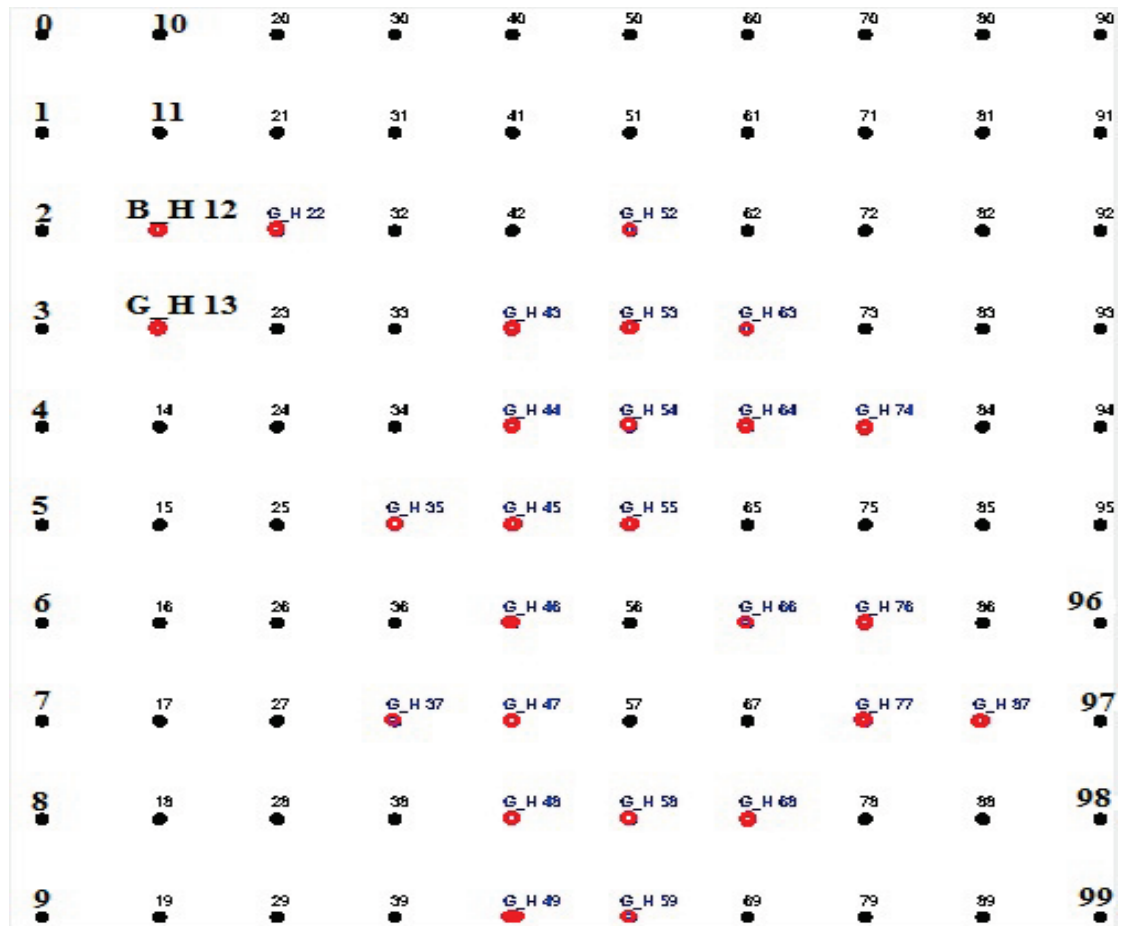 0 10 20 30 40 50 60 70 80 90
1 11 21 31 41 51 61 71 81 91
2 B_H 12 G_H 22 32 42 G_H 52 62 72 82 92
3 G_H 13 23 33 G_H 43 G_H 53 G_H 63 73 83 93
4 14 24 34 G_H 44 G_H 54 G_H 64 G_H 74 84 94
5 15 25 G_H 35 G_H 45 G_H 55 65 75 85 95
6 16 26 36 G_H 46 56 G_H 66 G_H 76 86 96
7 17 27 G_H 37 G_H 47 57 67 G_H 77 G_H 87 97
8 18 28 38 G_H 48 G_H 58 G_H 68 78 88 98
9 19 29 39 G_H 49 G_H 59 69 79 89 99